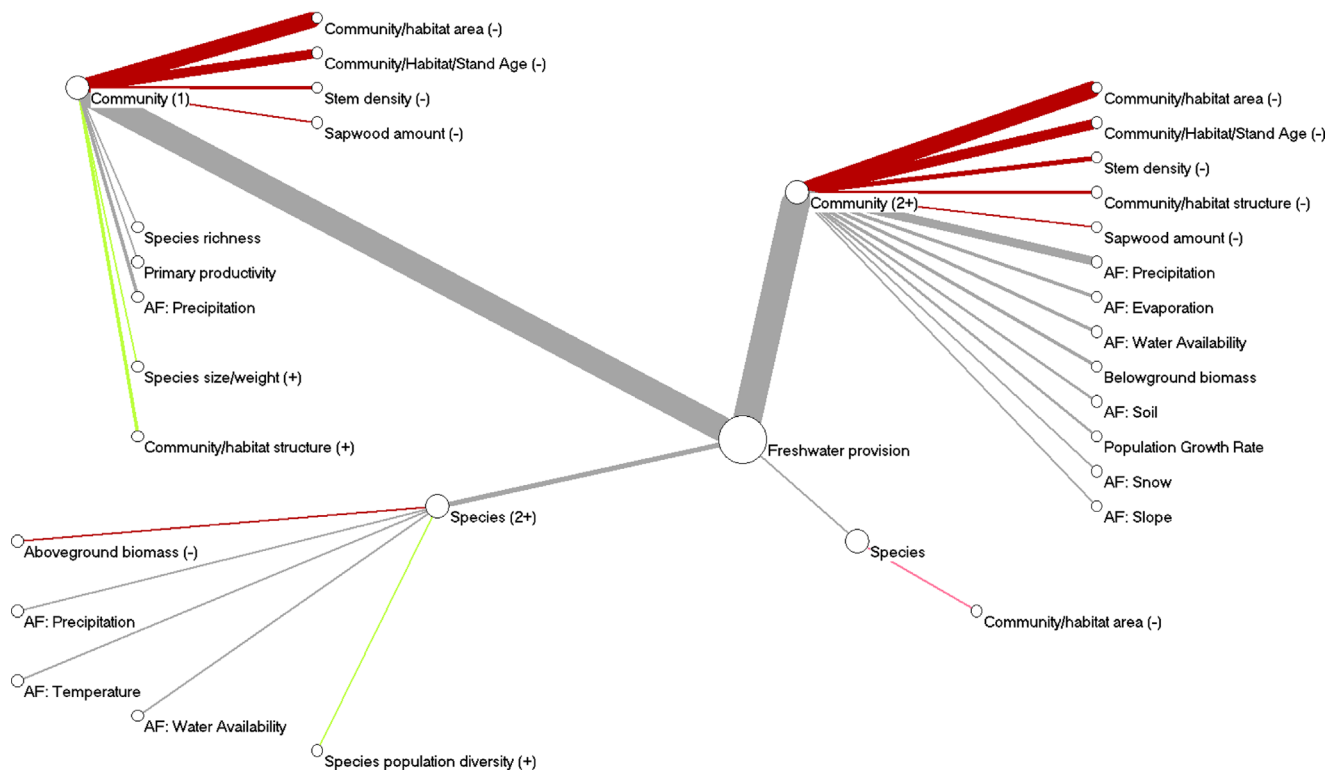 Community/habitat area (-)
Community/Habitat/Stand Age (-)
Community (1)
Stem density (-)
Sapwood amount (-)
Species richness
Primary productivity
AF: Precipitation
Species size/weight (+)
Community/habitat structure (+)
Community/habitat area (-)
Community/Habitat/Stand Age (-)
Stem density (-)
Community (2+)
Community/habitat structure (-)
Sapwood amount (-)
AF: Precipitation
AF: Evaporation
AF: Water Availability
Belowground biomass
AF: Soil
Population Growth Rate
AF: Snow
AF: Slope
Freshwater provision
Species (2+)
Aboveground biomass (-)
AF: Precipitation
AF: Temperature
AF: Water Availability
Species population diversity (+)
Species
Community/habitat area (-)